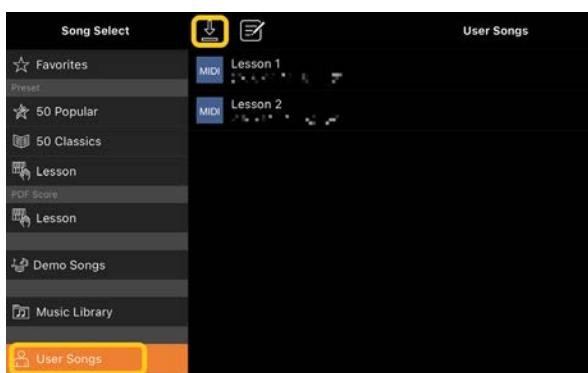 Song Select
User Songs
Favorites
Preset
50 Popular
50 Classics
Lesson
PDF Score
Lesson
Demo Songs
Music Library
User Songs
MIDI
Lesson 1
MIDI
Lesson 2